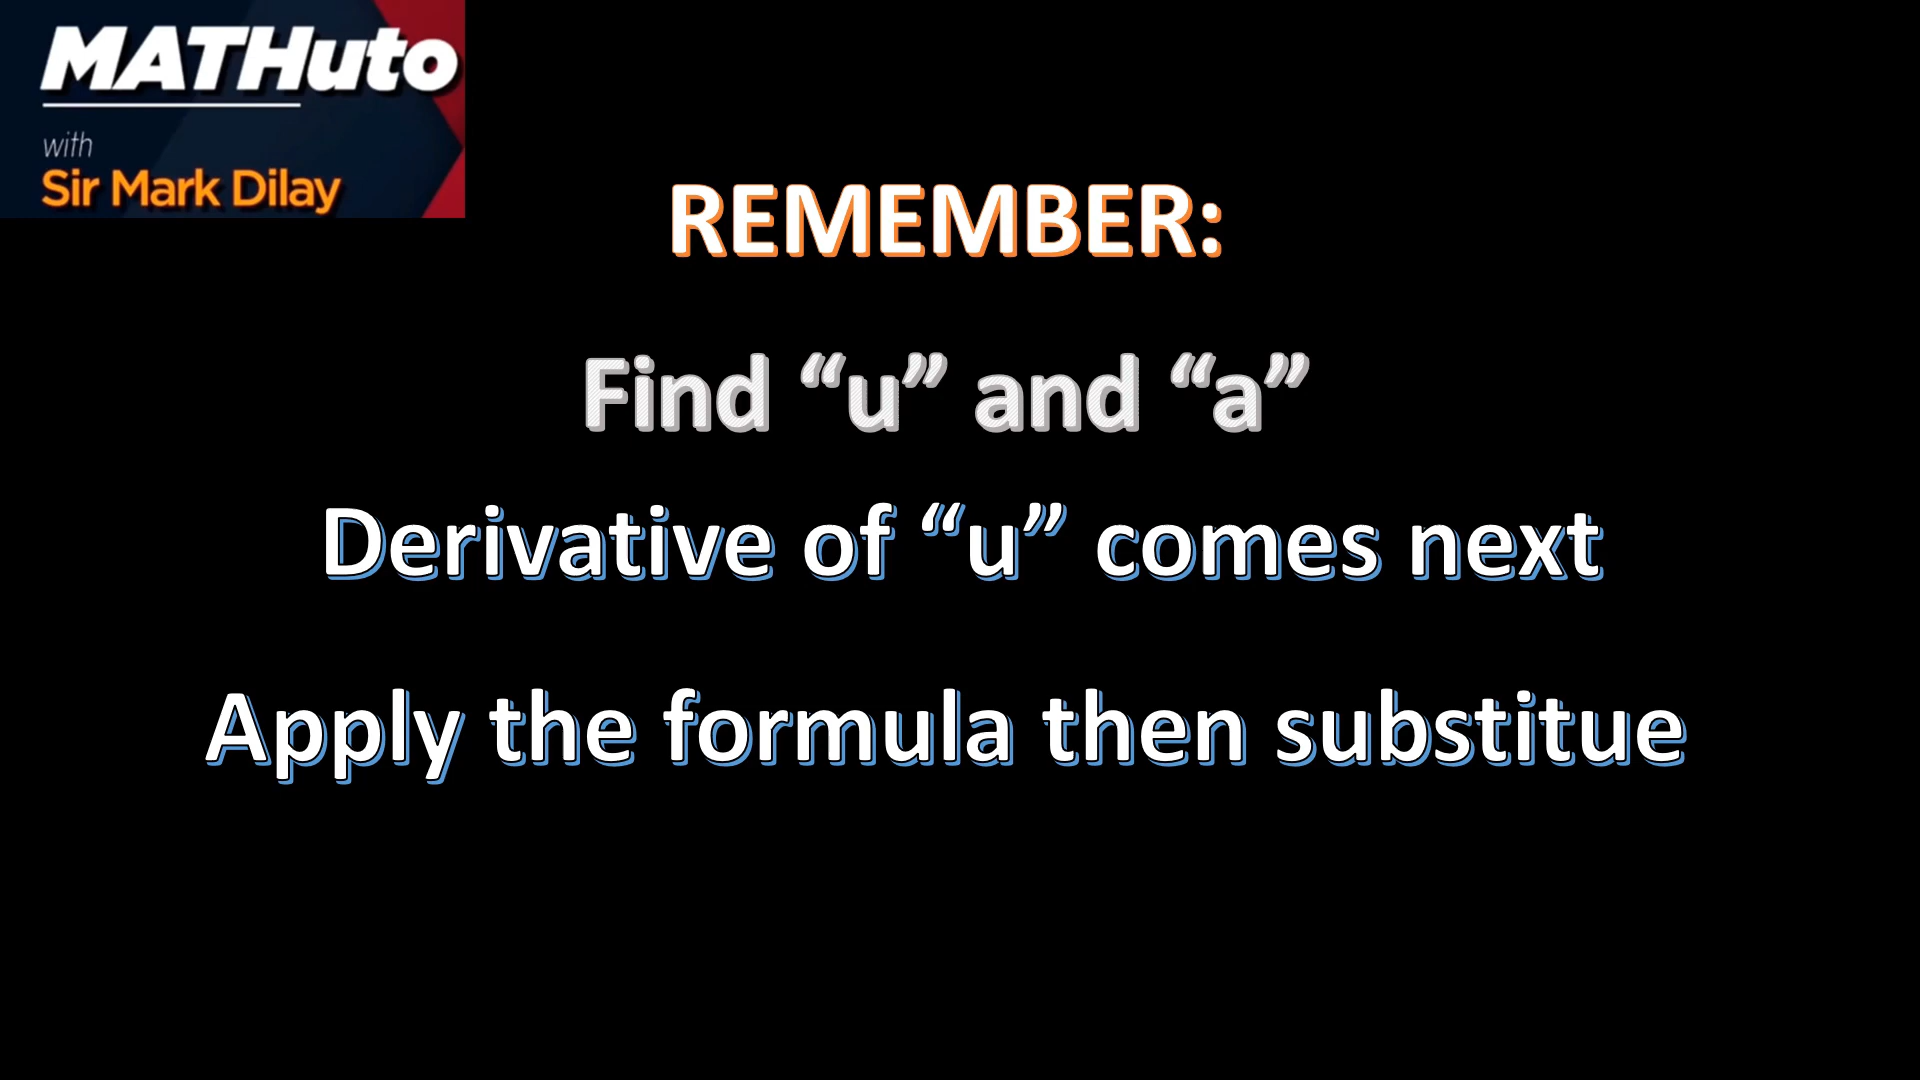 MATHuto
with
Sir Mark Dilay
REMEMBER:
Find “u” and “a”
Derivative of “u” comes next
Apply the formula then substitue